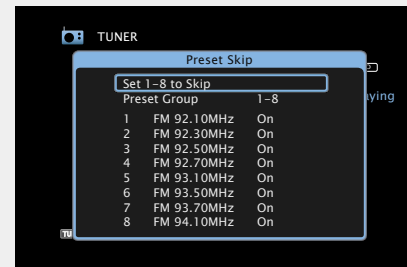 TUNER
Preset Skip
Set 1-8 to Skip
Preset Group 1-8
1 FM 92.10MHz On
2 FM 92.30MHz On
3 FM 92.50MHz On
4 FM 92.70MHz On
5 FM 93.10MHz On
6 FM 93.50MHz On
7 FM 93.70MHz On
8 FM 94.10MHz On
TU